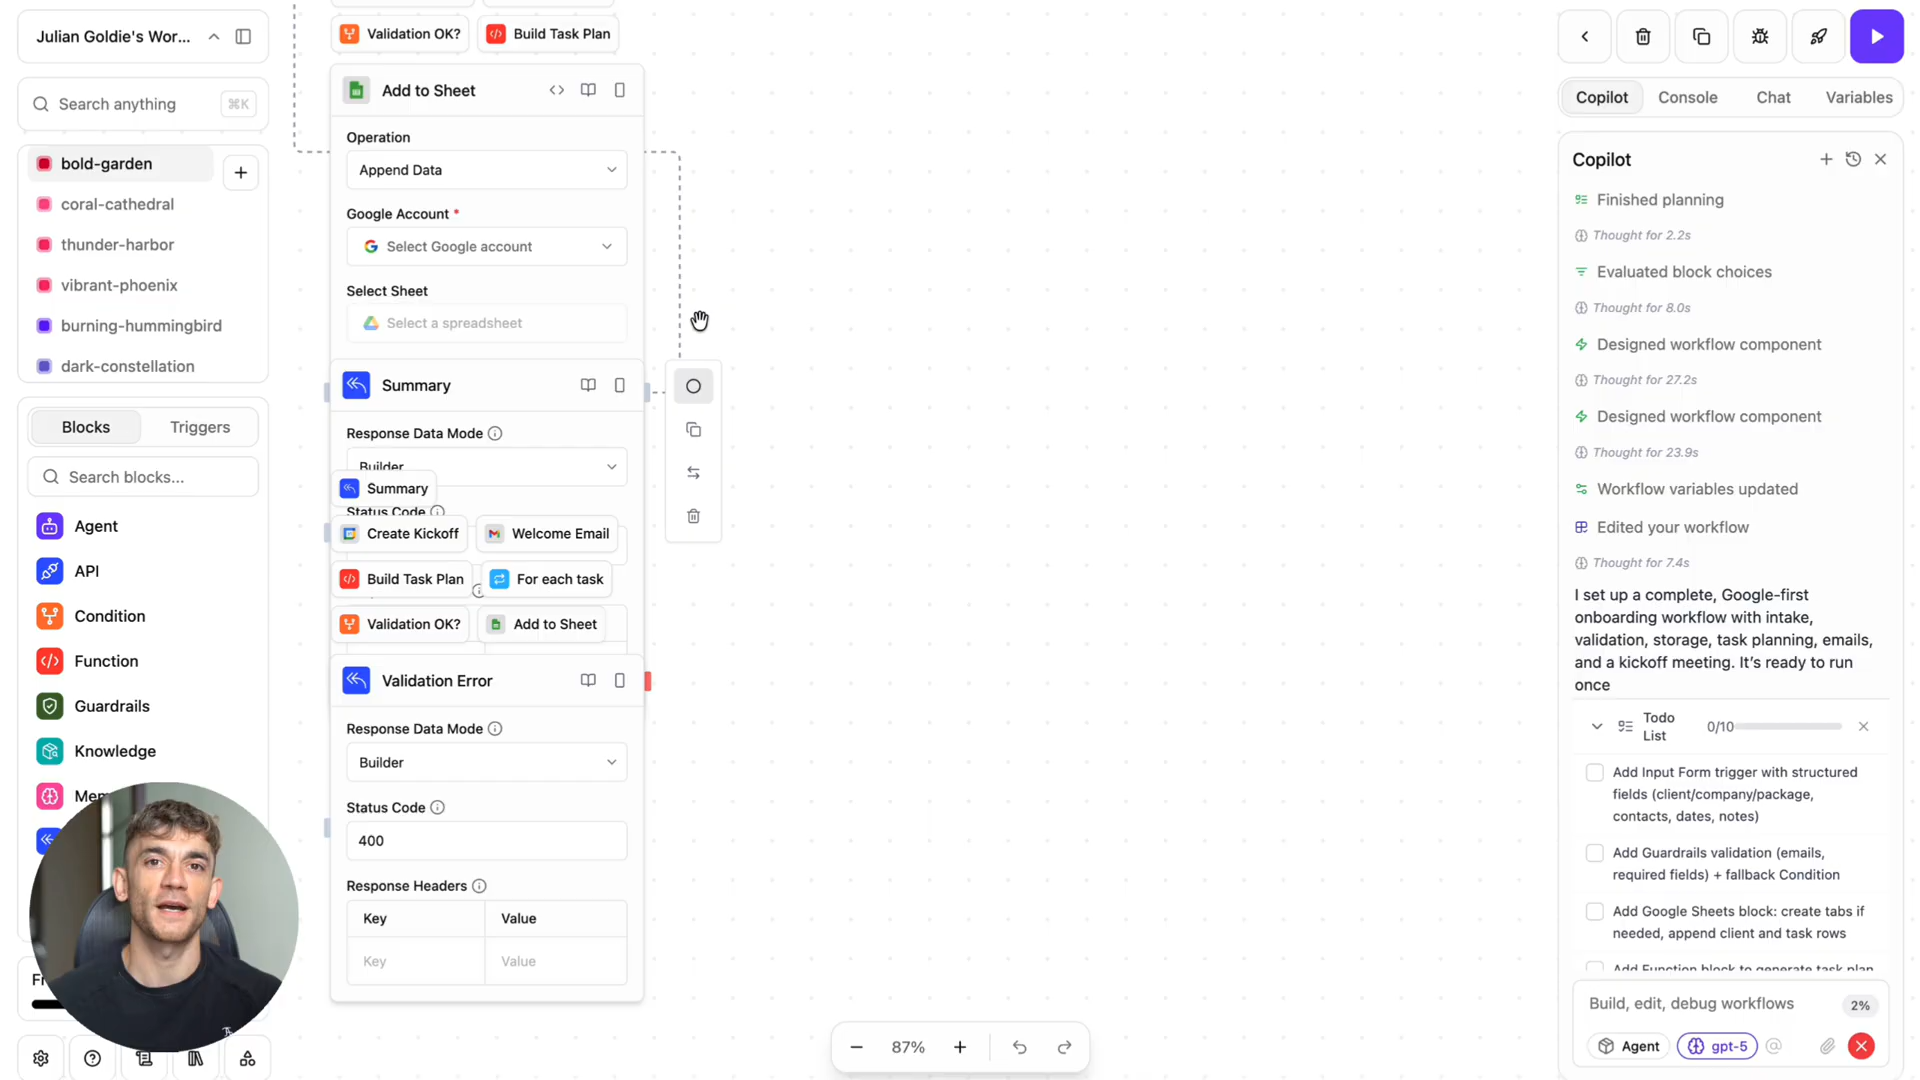 Julian Goldie's Wor...
Search anything
⌘K
bold-garden
coral-cathedral
thunder-harbor
vibrant-phoenix
burning-hummingbird
dark-constellation
Blocks
Triggers
Search blocks...
Agent
API
Condition
Function
Guardrails
Knowledge
Validation OK?
Build Task Plan
Add to Sheet
Operation
Append Data
Google Account *
Select Google account
Select Sheet
Select a spreadsheet
Summary
Response Data Mode
Builder
Summary
Status Code
Create Kickoff
Welcome Email
Build Task Plan
For each task
Validation OK?
Add to Sheet
Validation Error
Response Data Mode
Builder
Status Code
400
Response Headers
Key Value
Key Value
87%
Copilot
Console
Chat
Variables
Copilot
Finished planning
Thought for 2.2s
Evaluated block choices
Thought for 8.0s
Designed workflow component
Thought for 27.2s
Designed workflow component
Thought for 23.9s
Workflow variables updated
Edited your workflow
Thought for 7.4s
I set up a complete, Google-first
onboarding workflow with intake,
validation, storage, task planning, emails,
and a kickoff meeting. It's ready to run
once
Todo
List
0/10
Add Input Form trigger with structured
fields (client/company/package,
contacts, dates, notes)
Add Guardrails validation (emails,
required fields) + fallback Condition
Add Google Sheets block: create tabs if
needed, append client and task rows
Add Function block to generate task plan
Build, edit, debug workflows
2%
Agent
gpt-5